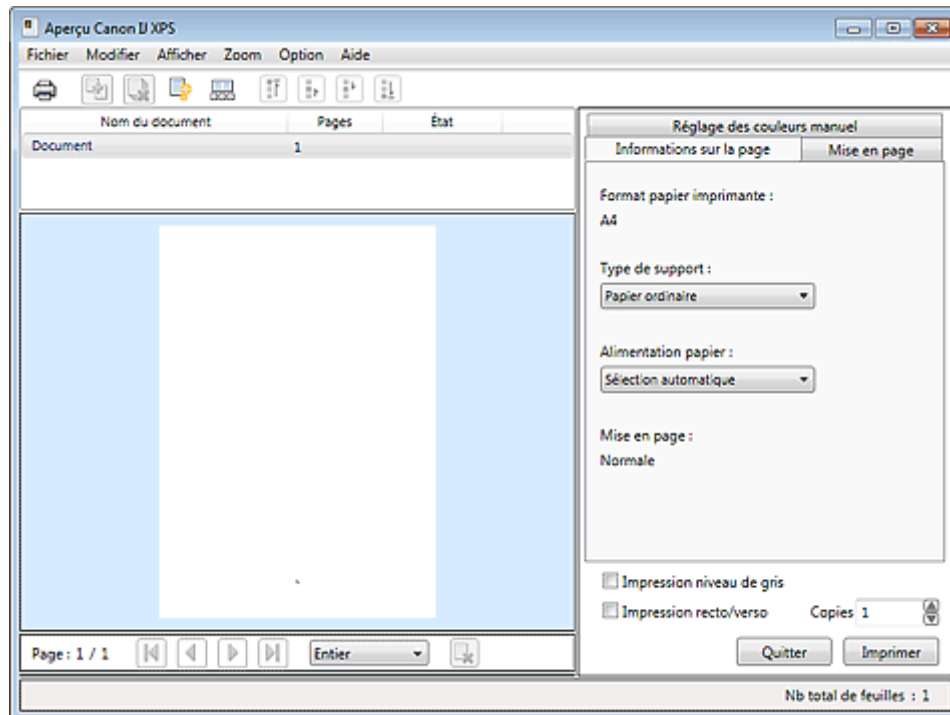 Aperçu Canon IJ XPS
Fichier Modifier Afficher Zoom Option Aide
Nom du document Pages État
Document 1
Réglage des couleurs manuel
Informations sur la page Mise en page
Format papier imprimante :
A4
Type de support :
Papier ordinaire
Alimentation papier :
Sélection automatique
Mise en page :
Normale
Impression niveau de gris
Impression recto/verso Copies 1
Page : 1 / 1 Entier
Quitter Imprimer
Nb total de feuilles : 1